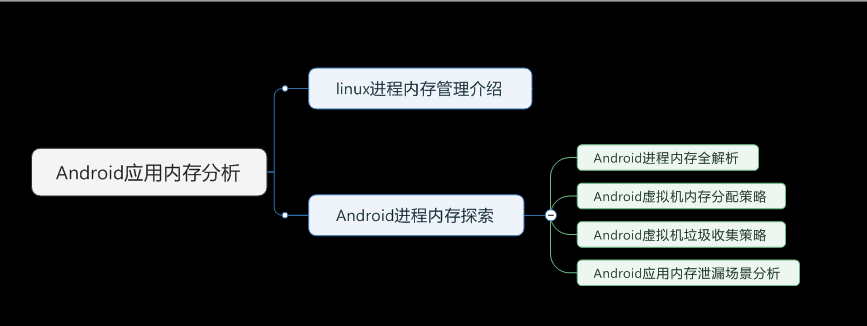 linux进程内存管理介绍
Android应用内存分析
Android进程内存探索
Android进程内存全解析
Android虚拟机内存分配策略
Android虚拟机垃圾收集策略
Android应用内存泄漏场景分析